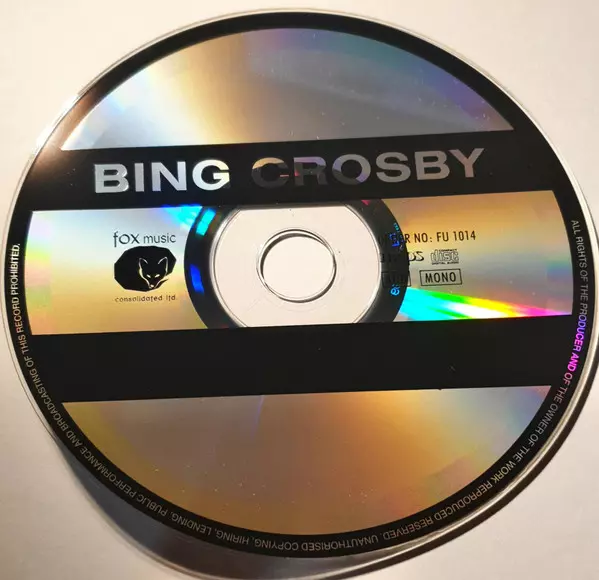 BING CROSBY
fox music
consolidated ltd.
NO: FU 1014
MONO
ALL RIGHTS OF THE PRODUCER AND OF THE OWNER OF THE WORK REPRODUCED RESERVED. UNAUTHORISED COPYING, HIRING, LENDING, PUBLIC PERFORMANCE AND BROADCASTING OF THIS RECORD PROHIBITED.